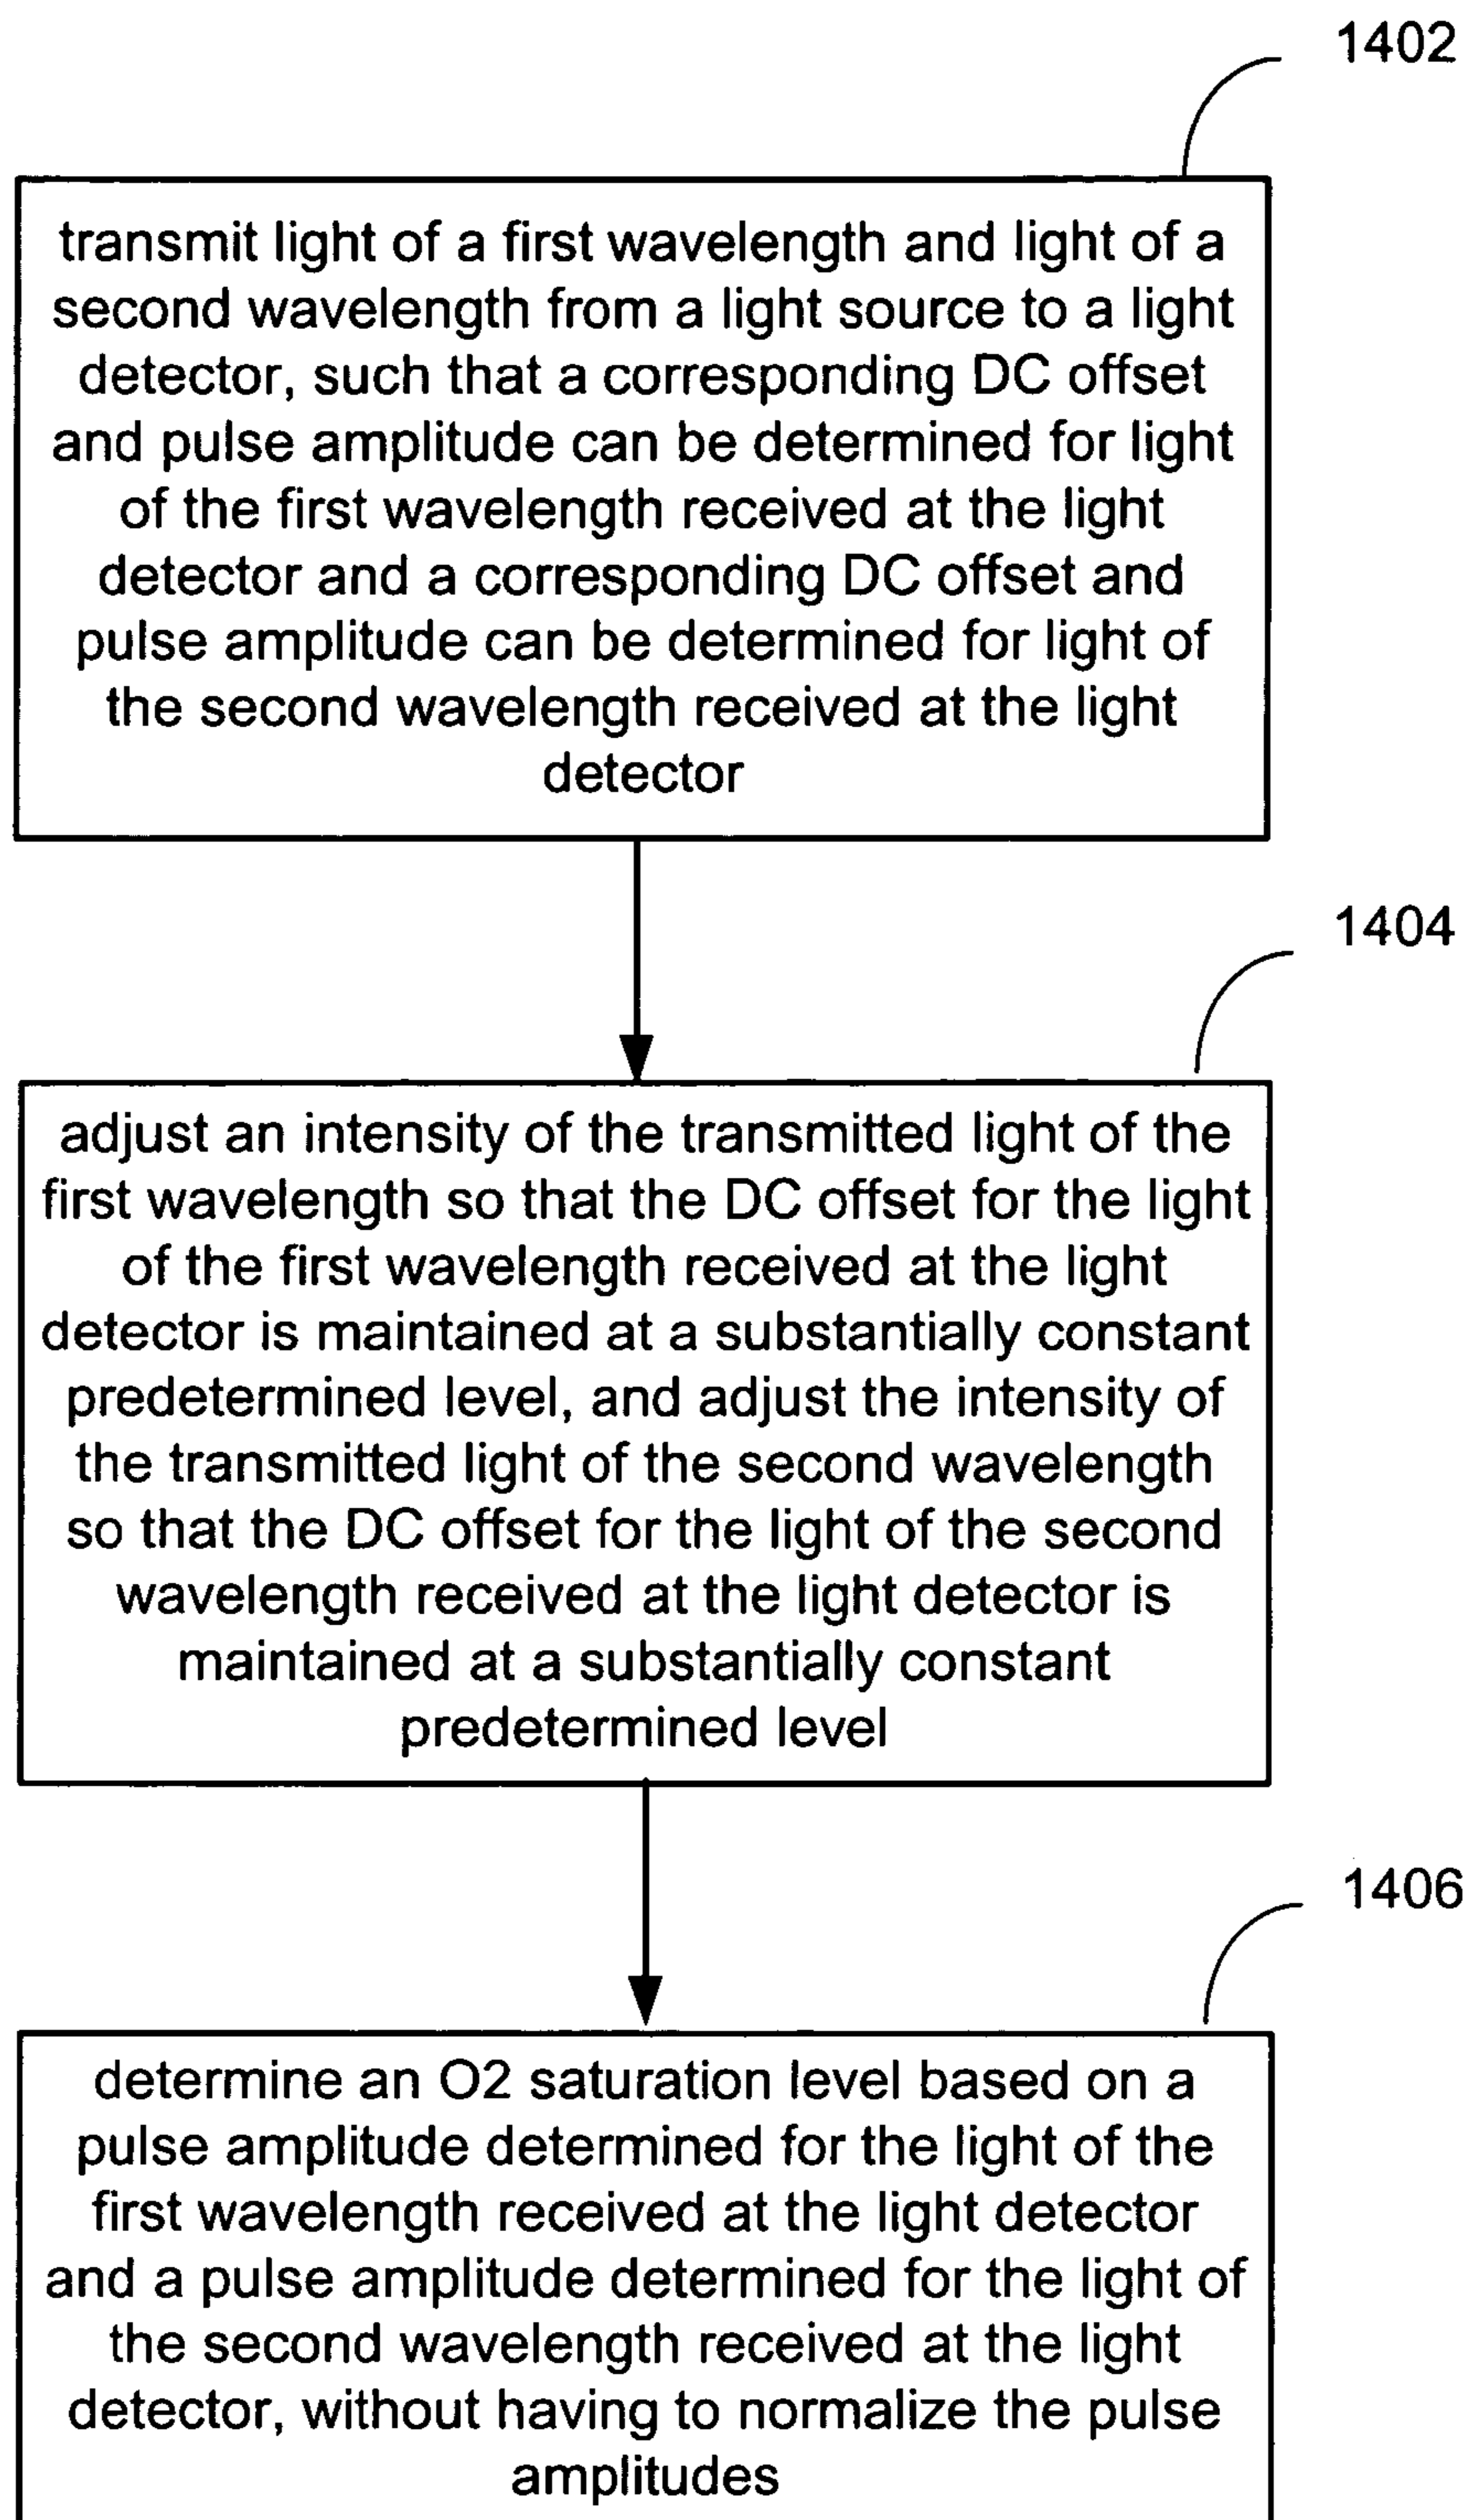 1402
transmit light of a first wavelength and light of a
second wavelength from a light source to a light
detector, such that a corresponding DC offset
and pulse amplitude can be determined for light
of the first wavelength received at the light
detector and a corresponding DC offset and
pulse amplitude can be determined for light of
the second wavelength received at the light
detector
1404
adjust an intensity of the transmitted light of the
first wavelength so that the DC offset for the light
of the first wavelength received at the light
detector is maintained at a substantially constant
predetermined level, and adjust the intensity of
the transmitted light of the second wavelength
so that the DC offset for the light of the second
wavelength received at the light detector is
maintained at a substantially constant
predetermined level
1406
determine an O2 saturation level based on a
pulse amplitude determined for the light of the
first wavelength received at the light detector
and a pulse amplitude determined for the light of
the second wavelength received at the light
detector, without having to normalize the pulse
amplitudes